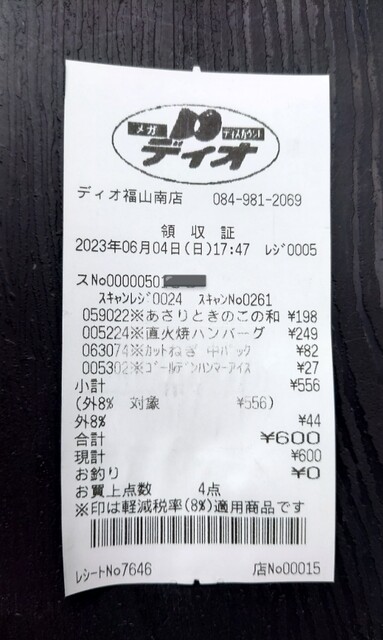 メガ
ディスカウント
ディオ
ディオ福山南店 084-981-2069
領収証
2023年06月04日(日)17:47 レジ0005
スNo0000050
スキャンレジ0024 スキャンNo0261
059022※あさりときのこの和 ¥198
005224※直火焼ハンバーグ ¥249
063074※カットねぎ 中パック ¥82
005302※ゴールデンハンマーアイス ¥27
小計 ¥556
(外8% 対象 ¥556)
外8% ¥44
合計 ¥600
現計 ¥600
お釣り ¥0
お買上点数 4点
※印は軽減税率(8%)適用商品です
レシートNo7646 店No00015